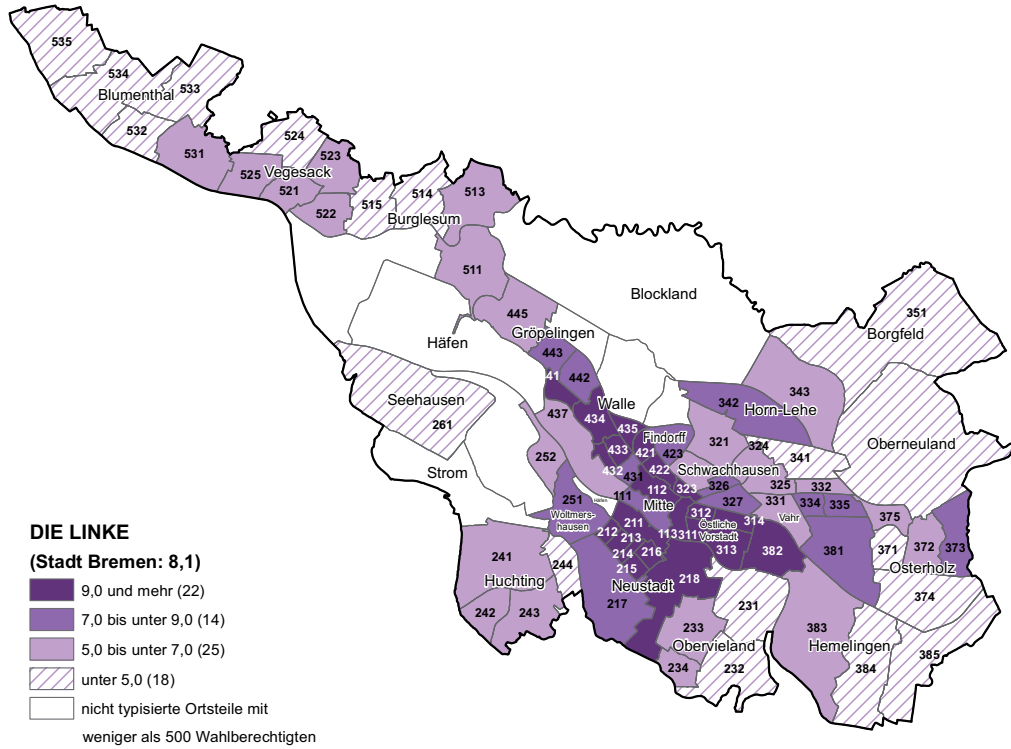 535
534
Blumenthal
533
532
524
531
523
Vegesack
525
521
522
515
514
Burglesum
513
511
Blockland
351
Borgfeld
445
Gröpelingen
Häfen
443
41
442
343
342
Horn-Lehe
Seehausen
261
Walle
437
434
435
Findorff
321
324
341
Oberneuland
433
421
423
422
Schwachhausen
252
Strom
432
431
112
323
326
325
332
251
111
Häfen
Mitte
327
331
334
335
Woltmers-
hausen
211
312
Östliche
Vorstadt
314
Vahr
375
212
213
113
311
313
382
381
371
372
373
Osterholz
214
216
215
241
244
Huchting
Neustadt
218
374
242
243
217
231
233
383
Obervieland
Hemelingen
234
232
384
385
DIE LINKE
(Stadt Bremen: 8,1)
9,0 und mehr (22)
7,0 bis unter 9,0 (14)
5,0 bis unter 7,0 (25)
unter 5,0 (18)
nicht typisierte Ortsteile mit
weniger als 500 Wahlberechtigten